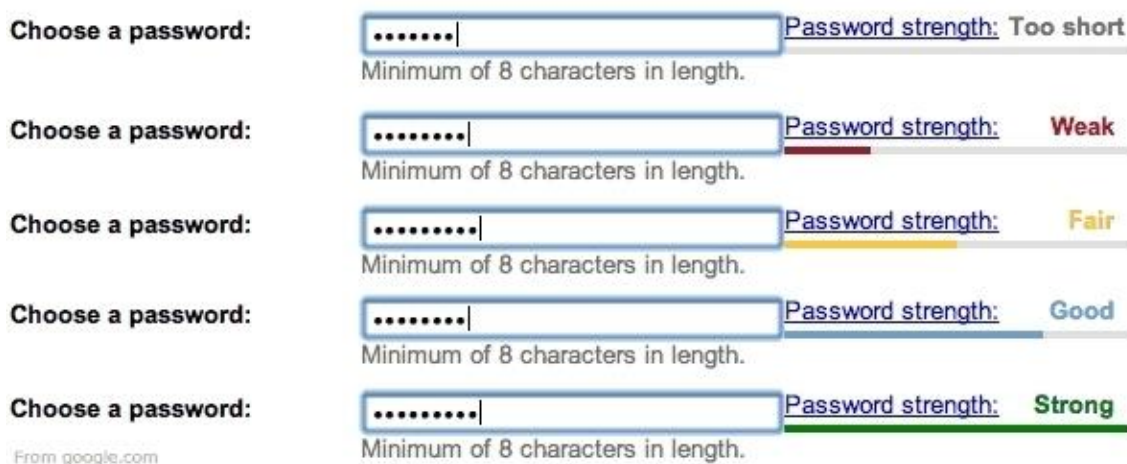 Choose a password: •••••••| Password strength: Too short
Minimum of 8 characters in length.
Choose a password: ••••••••| Password strength: Weak
Minimum of 8 characters in length.
Choose a password: •••••••••| Password strength: Fair
Minimum of 8 characters in length.
Choose a password: ••••••••| Password strength: Good
Minimum of 8 characters in length.
Choose a password: •••••••••| Password strength: Strong
Minimum of 8 characters in length.
From google.com